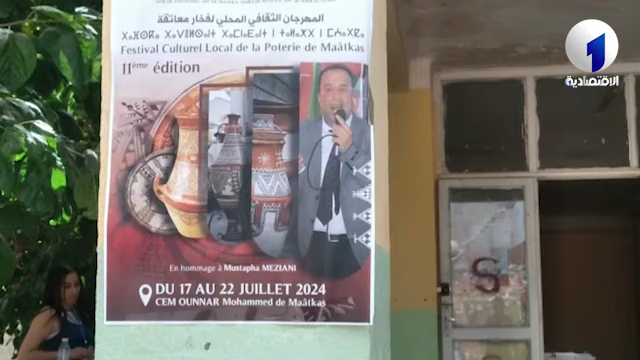 المهرجان الثقافي المحلي لفخار معاتقة
Festival Culturel Local de la Poterie de Maâtkas
11ème édition
En hommage à Mustapha MEZIANI
DU 17 AU 22 JUILLET 2024
CEM OUNNAR Mohammed de Maâtkas
1
الاقتصادية
S